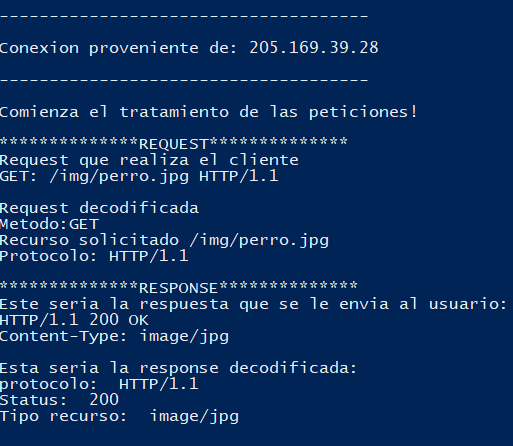 -------------------------------------
Conexion proveniente de: 205.169.39.28
-------------------------------------
Comienza el tratamiento de las peticiones!
**************REQUEST**************
Request que realiza el cliente
GET: /img/perro.jpg HTTP/1.1
Request decodificada
Metodo:GET
Recurso solicitado /img/perro.jpg
Protocolo: HTTP/1.1
**************RESPONSE**************
Este seria la respuesta que se le envia al usuario:
HTTP/1.1 200 OK
Content-Type: image/jpg
Esta seria la response decodificada:
protocolo:  HTTP/1.1
Status:  200
Tipo recurso:  image/jpg